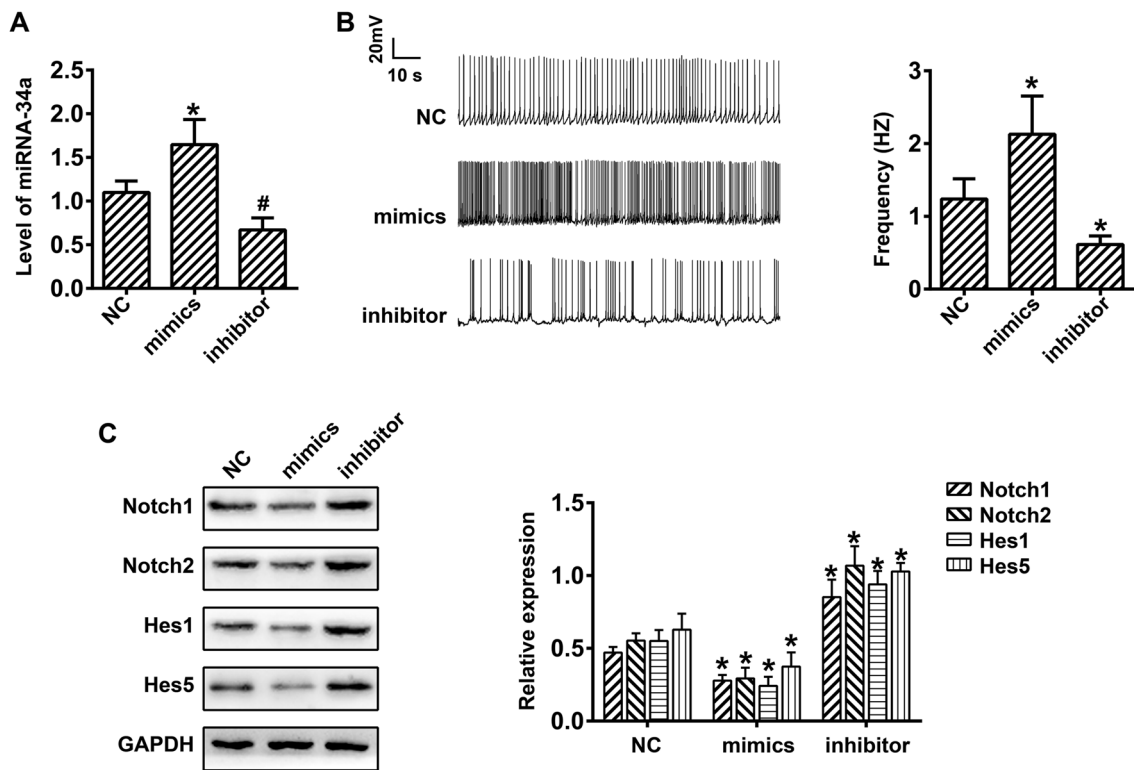 A
Level of miRNA-34a
2.5
2.0
1.5
1.0
0.5
0.0
*
#
NC
mimics
inhibitor
B
20mV
10 s
NC
mimics
inhibitor
Frequency (HZ)
3
2
1
0
*
*
NC
mimics
inhibitor
C
NC
mimics
inhibitor
Notch1
Notch2
Hes1
Hes5
GAPDH
Relative expression
1.5
1.0
0.5
0.0
* * * *
* * * *
NC
mimics
inhibitor
Notch1
Notch2
Hes1
Hes5